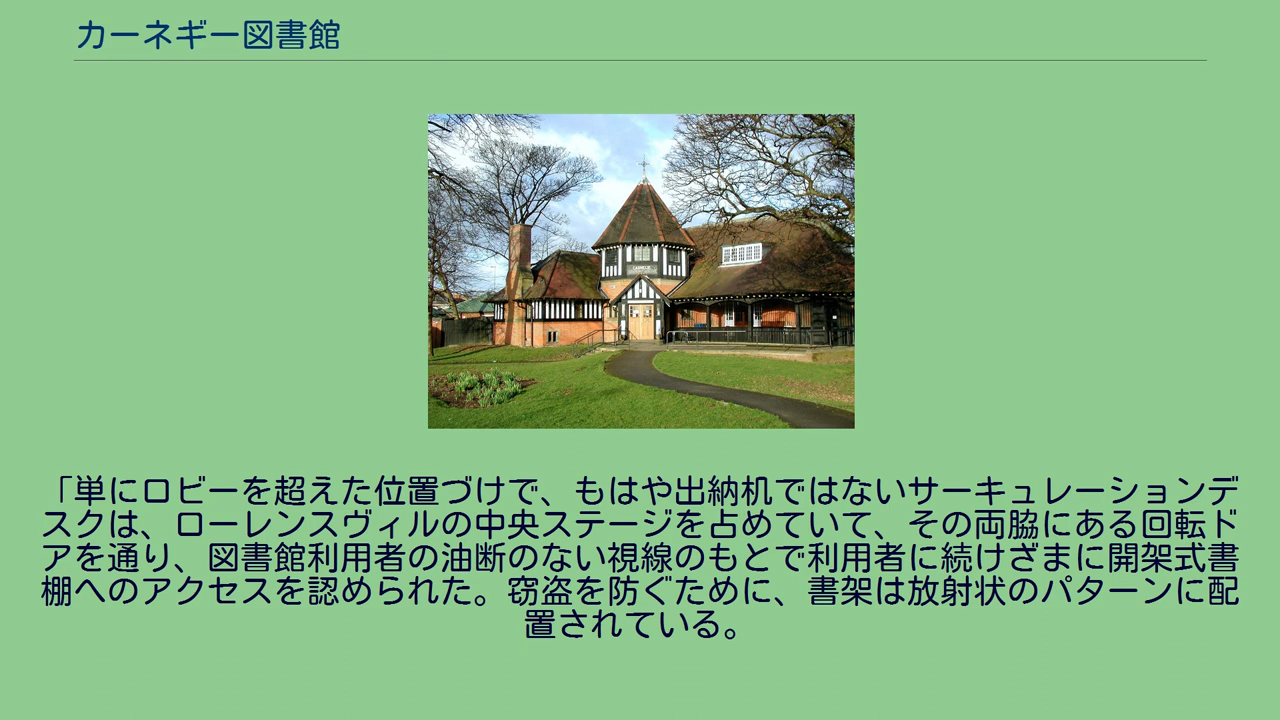 カーネギー図書館
「単にロビーを超えた位置づけで、もはや出納机ではないサーキュレーションデ
スクは、ローレンスヴィルの中央ステージを占めていて、その両脇にある回転ド
アを通り、図書館利用者の油断のない視線のもとで利用者に続けざまに開架式書
棚へのアクセスを認められた。窃盗を防ぐために、書架は放射状のパターンに配
置されている。